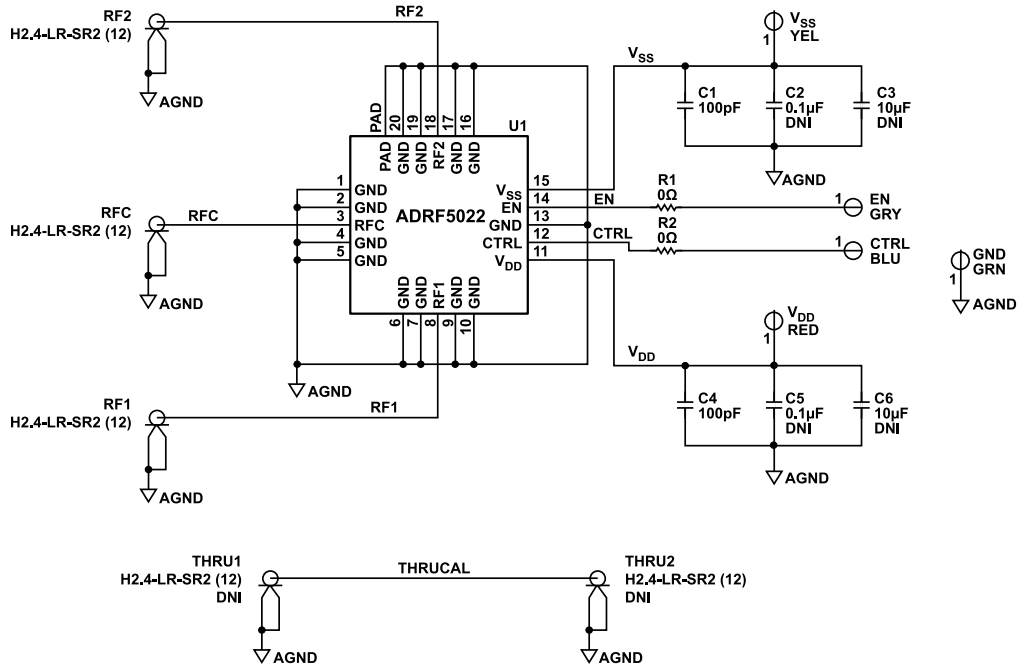 RF2
H2.4-LR-SR2 (12)
AGND
RF2
V_SS
YEL
1
V_SS
C1
100pF
C2
0.1µF
DNI
C3
10µF
DNI
AGND
PAD
20
19
18
17
16
U1
PAD
GND
GND
RF2
GND
GND
1
GND
2
GND
3
RFC
4
GND
5
GND
ADRF5022
V_SS
15
EN
14
GND
13
CTRL
12
V_DD
11
EN
R1
0Ω
1
EN
GRY
CTRL
R2
0Ω
1
CTRL
BLU
RFC
H2.4-LR-SR2 (12)
RFC
AGND
GND
GND
RF1
GND
GND
6
7
8
9
10
AGND
GND
GRN
1
AGND
V_DD
RED
1
V_DD
C4
100pF
C5
0.1µF
DNI
C6
10µF
DNI
AGND
RF1
H2.4-LR-SR2 (12)
RF1
AGND
THRU1
H2.4-LR-SR2 (12)
DNI
THRUCAL
THRU2
H2.4-LR-SR2 (12)
DNI
AGND
AGND